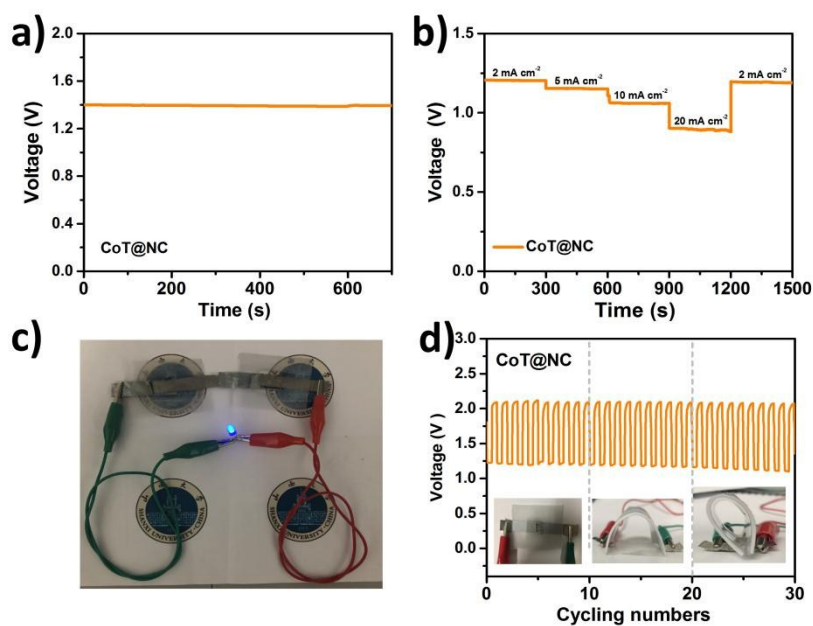 a)
2.0
1.6
1.2
0.8
0.4
0.0
Voltage (V)
CoT@NC
0 200 400 600
Time (s)
b)
1.5
1.0
0.5
0.0
Voltage (V)
2 mA cm⁻²
5 mA cm⁻²
10 mA cm⁻²
20 mA cm⁻²
2 mA cm⁻²
CoT@NC
0 300 600 900 1200 1500
Time (s)
c)
SHANXI UNIVERSITY CHINA
d)
CoT@NC
3.0
2.5
2.0
1.5
1.0
0.5
0.0
Voltage (V)
0 10 20 30
Cycling numbers